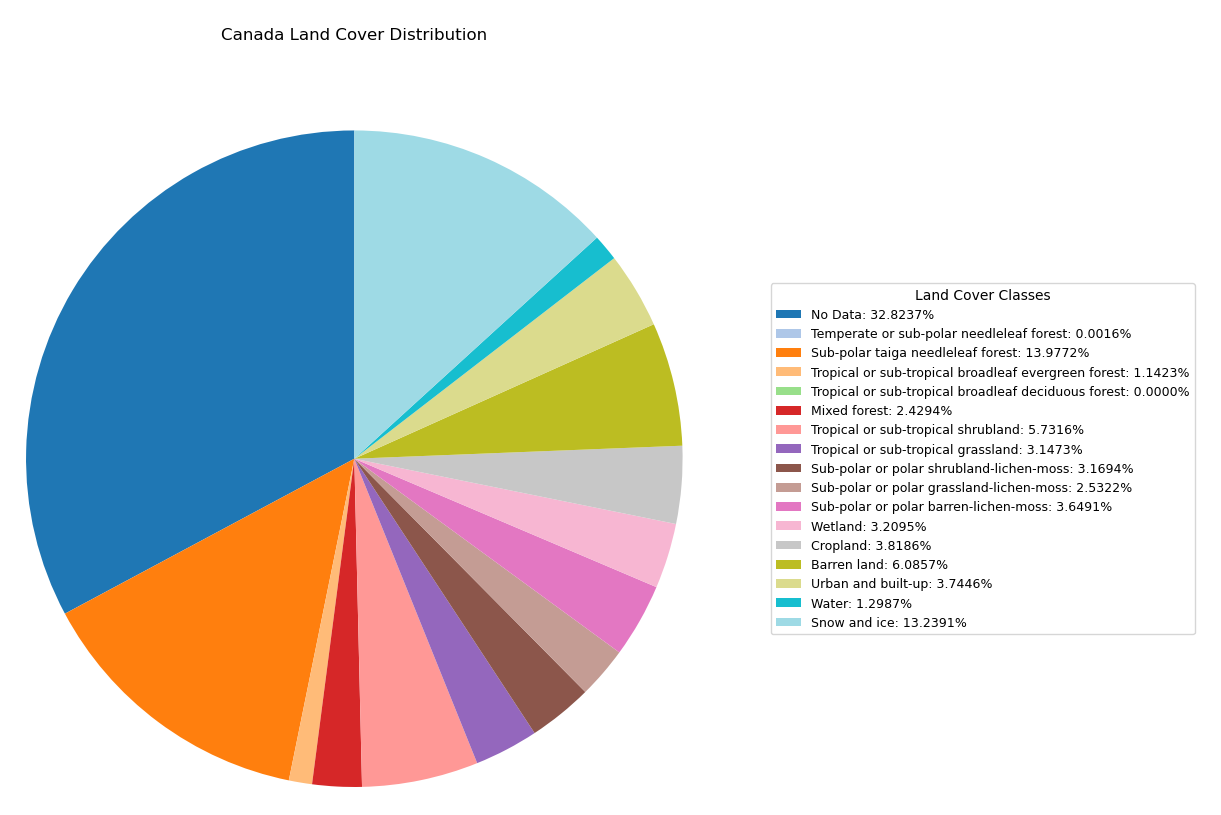 Canada Land Cover Distribution
Land Cover Classes
No Data: 32.8237%
Temperate or sub-polar needleleaf forest: 0.0016%
Sub-polar taiga needleleaf forest: 13.9772%
Tropical or sub-tropical broadleaf evergreen forest: 1.1423%
Tropical or sub-tropical broadleaf deciduous forest: 0.0000%
Mixed forest: 2.4294%
Tropical or sub-tropical shrubland: 5.7316%
Tropical or sub-tropical grassland: 3.1473%
Sub-polar or polar shrubland-lichen-moss: 3.1694%
Sub-polar or polar grassland-lichen-moss: 2.5322%
Sub-polar or polar barren-lichen-moss: 3.6491%
Wetland: 3.2095%
Cropland: 3.8186%
Barren land: 6.0857%
Urban and built-up: 3.7446%
Water: 1.2987%
Snow and ice: 13.2391%